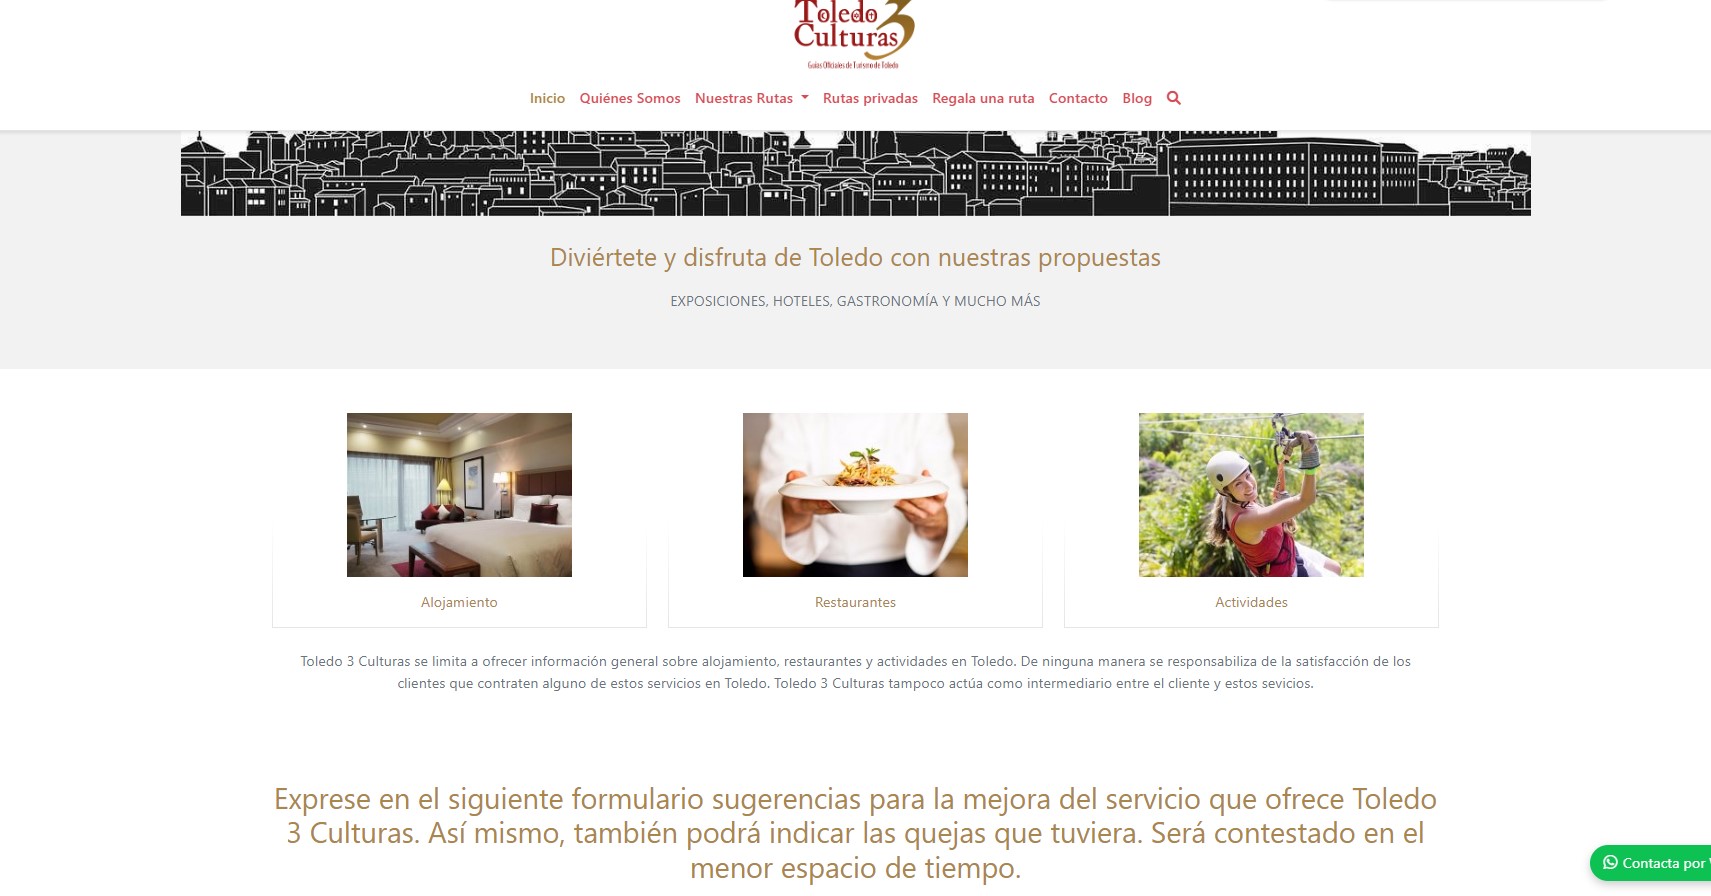 Toledo 3
Culturas
Guías Oficiales de Turismo de Toledo
Inicio Quiénes Somos Nuestras Rutas Rutas privadas Regala una ruta Contacto Blog
Diviértete y disfruta de Toledo con nuestras propuestas
EXPOSICIONES, HOTELES, GASTRONOMÍA Y MUCHO MÁS
Alojamiento
Restaurantes
Actividades
Toledo 3 Culturas se limita a ofrecer información general sobre alojamiento, restaurantes y actividades en Toledo. De ninguna manera se responsabiliza de la satisfacción de los
clientes que contraten alguno de estos servicios en Toledo. Toledo 3 Culturas tampoco actúa como intermediario entre el cliente y estos sevicios.
Exprese en el siguiente formulario sugerencias para la mejora del servicio que ofrece Toledo
3 Culturas. Así mismo, también podrá indicar las quejas que tuviera. Será contestado en el
menor espacio de tiempo.
Contacta por